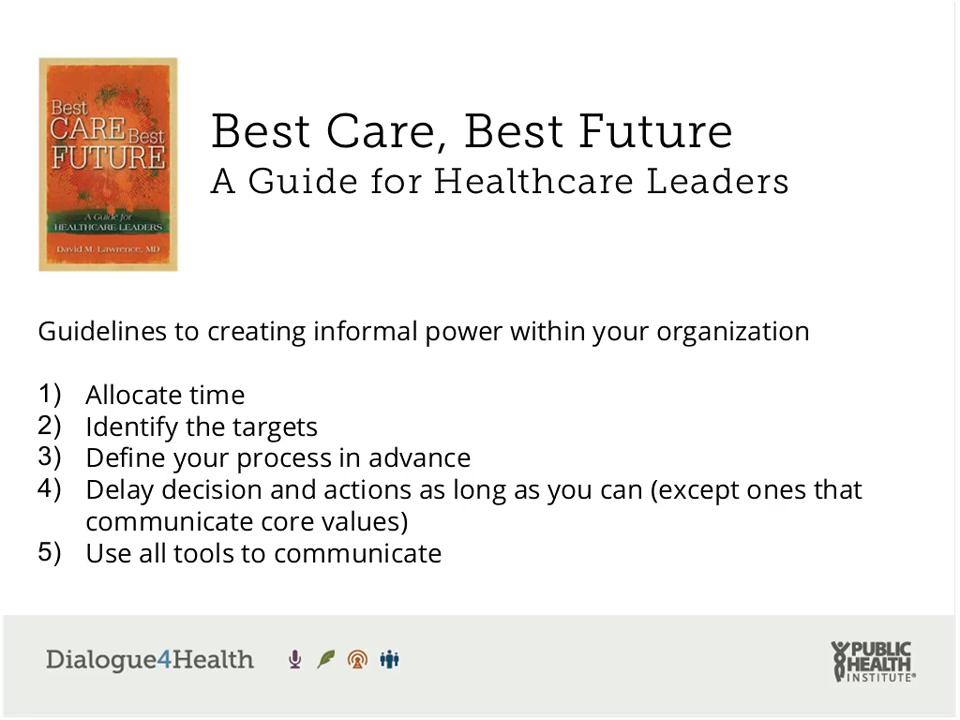 Best
CARE Best
FUTURE
A Guide for
HEALTHCARE LEADERS
David M. Lawrence, MD
Best Care, Best Future
A Guide for Healthcare Leaders
Guidelines to creating informal power within your organization
1) Allocate time
2) Identify the targets
3) Define your process in advance
4) Delay decision and actions as long as you can (except ones that
communicate core values)
5) Use all tools to communicate
Dialogue4Health
PUBLIC
HEALTH
INSTITUTE®